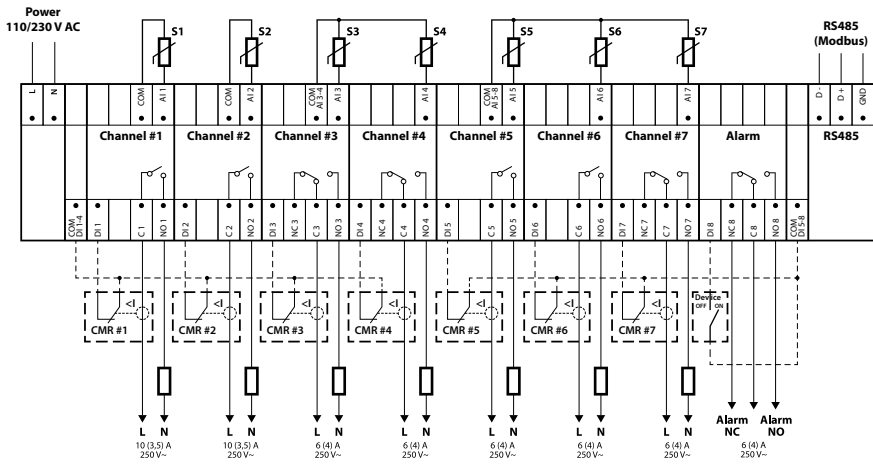 Power
110/230 V AC
S1
S2
S3
S4
S5
S6
S7
RS485
(Modbus)
L
N
COM
AI 1
COM
AI 2
COM
AI 3-4
AI 3
AI 4
COM
AI 5-8
AI 5
AI 6
AI 7
D -
D +
GND
Channel #1
Channel #2
Channel #3
Channel #4
Channel #5
Channel #6
Channel #7
Alarm
RS485
COM
DI 1-4
DI 1
C 1
NO 1
DI 2
C 2
NO 2
DI 3
NC 3
C 3
NO 3
DI 4
NC 4
C 4
NO 4
DI 5
C 5
NO 5
DI 6
C 6
NO 6
DI 7
NC 7
C 7
NO 7
DI 8
NC 8
C 8
NO 8
COM
DI 5-8
<I
CMR #1
<I
CMR #2
<I
CMR #3
<I
CMR #4
<I
CMR #5
<I
CMR #6
<I
CMR #7
Device
OFF ON
L N
10 (3,5) A
250 V~
L N
10 (3,5) A
250 V~
L N
6 (4) A
250 V~
L N
6 (4) A
250 V~
L N
6 (4) A
250 V~
L N
6 (4) A
250 V~
L N
6 (4) A
250 V~
Alarm
NC
Alarm
NO
6 (4) A
250 V~